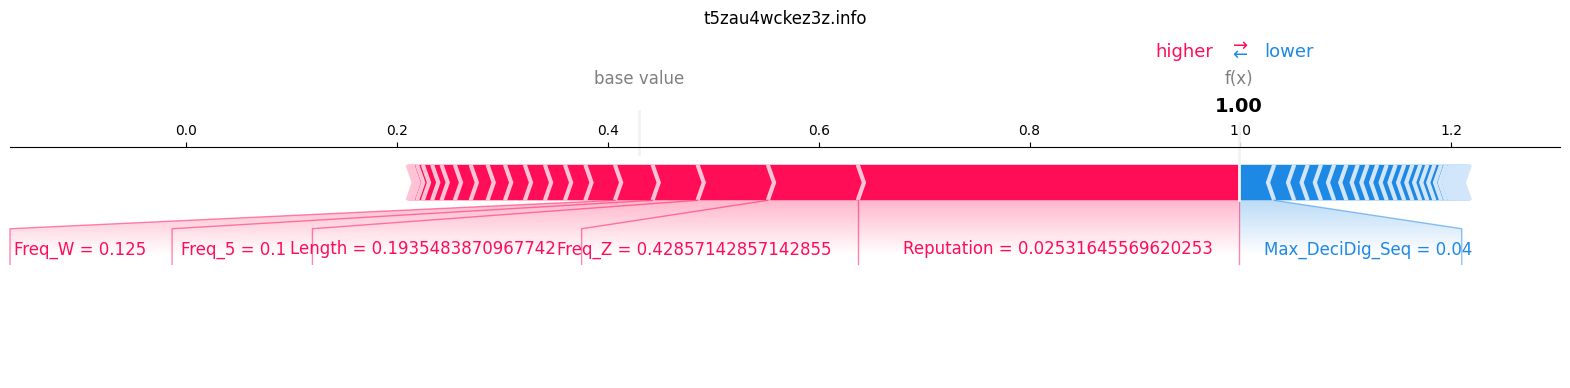 t5zau4wckez3z.info
higher ⇄ lower
base value f(x)
1.00
0.0 0.2 0.4 0.6 0.8 1.0 1.2
Freq_W = 0.125 Freq_5 = 0.1 Length = 0.1935483870967742 Freq_Z = 0.42857142857142855 Reputation = 0.02531645569620253 Max_DeciDig_Seq = 0.04